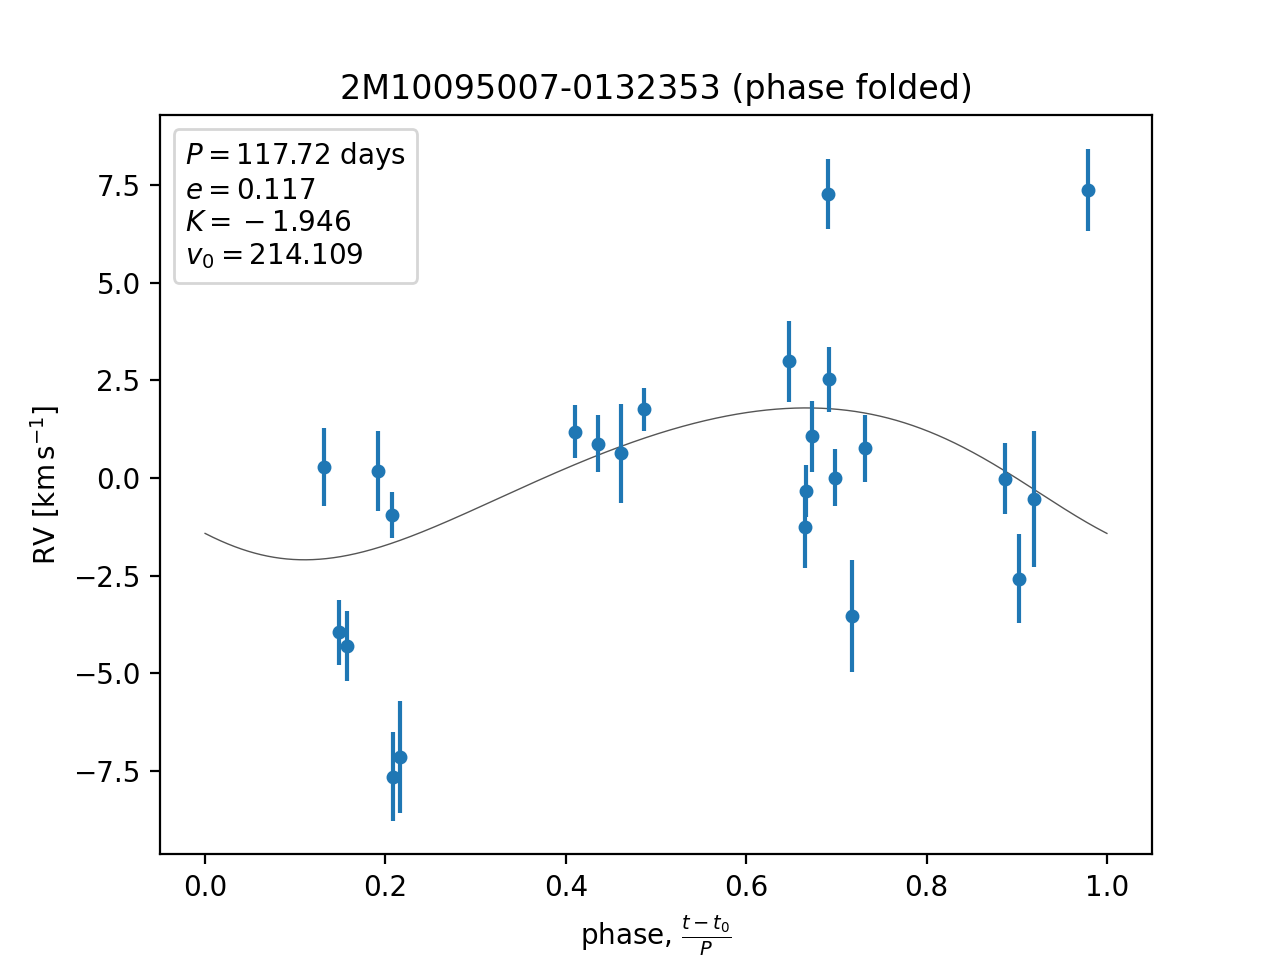 2M10095007-0132353 (phase folded)
P = 117.72 days
e = 0.117
K = −1.946
v₀ = 214.109
7.5
5.0
2.5
0.0
−2.5
−5.0
−7.5
RV [km s⁻¹]
0.0 0.2 0.4 0.6 0.8 1.0
phase, (t − t₀)/P